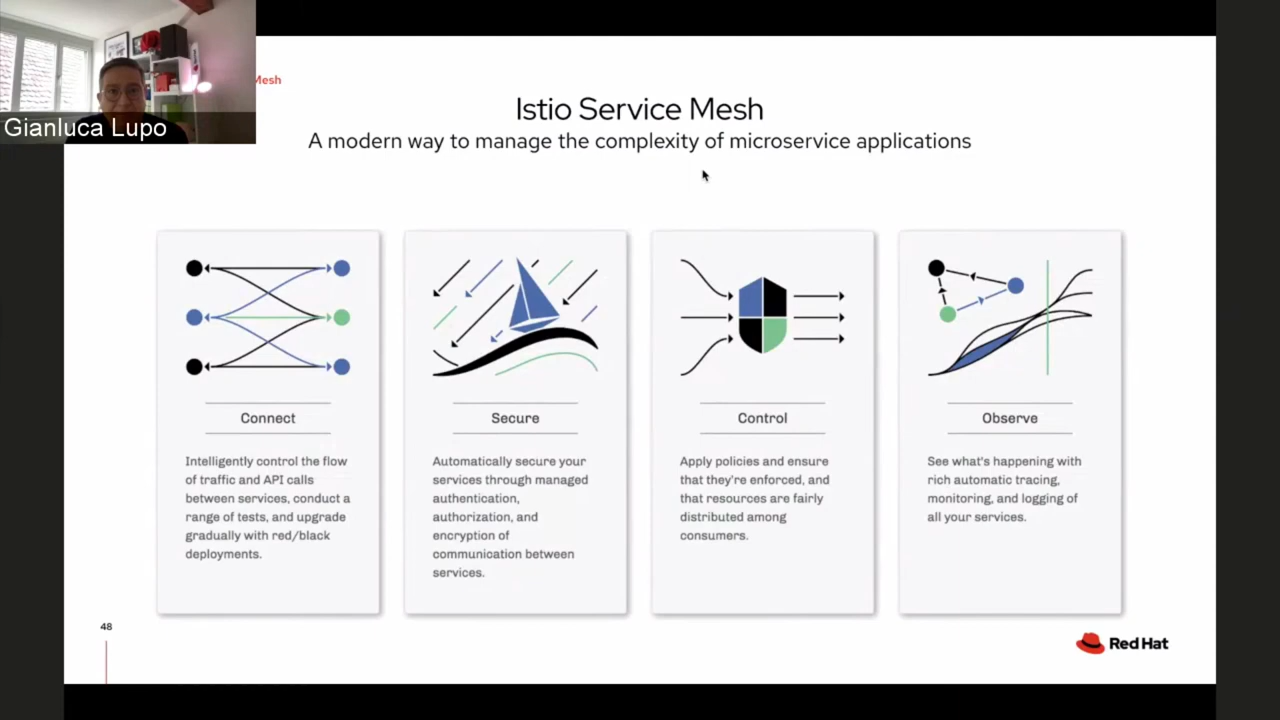 Gianluca Lupo
Mesh
Istio Service Mesh
A modern way to manage the complexity of microservice applications
Connect
Intelligently control the flow
of traffic and API calls
between services, conduct a
range of tests, and upgrade
gradually with red/black
deployments.
Secure
Automatically secure your
services through managed
authentication,
authorization, and
encryption of
communication between
services.
Control
Apply policies and ensure
that they're enforced, and
that resources are fairly
distributed among
consumers.
Observe
See what's happening with
rich automatic tracing,
monitoring, and logging of
all your services.
48
Red Hat